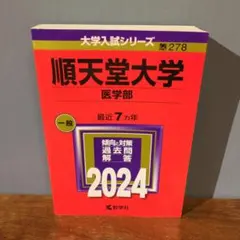 大学入試シリーズ
278
順天堂大学
医学部
最近7カ年
一般
傾向と対策
過去問
解答
2024
教学社